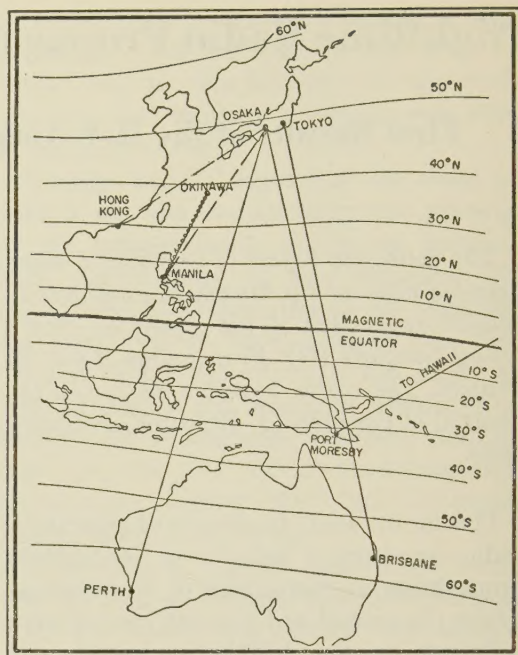 60°N
50°N
OSAKA
TOKYO
40°N
OKINAWA
HONG
KONG
30°N
20°N
MANILA
10°N
MAGNETIC
EQUATOR
10°S
TO HAWAII
20°S
30°S
PORT
MORESBY
40°S
50°S
BRISBANE
60°S
PERTH